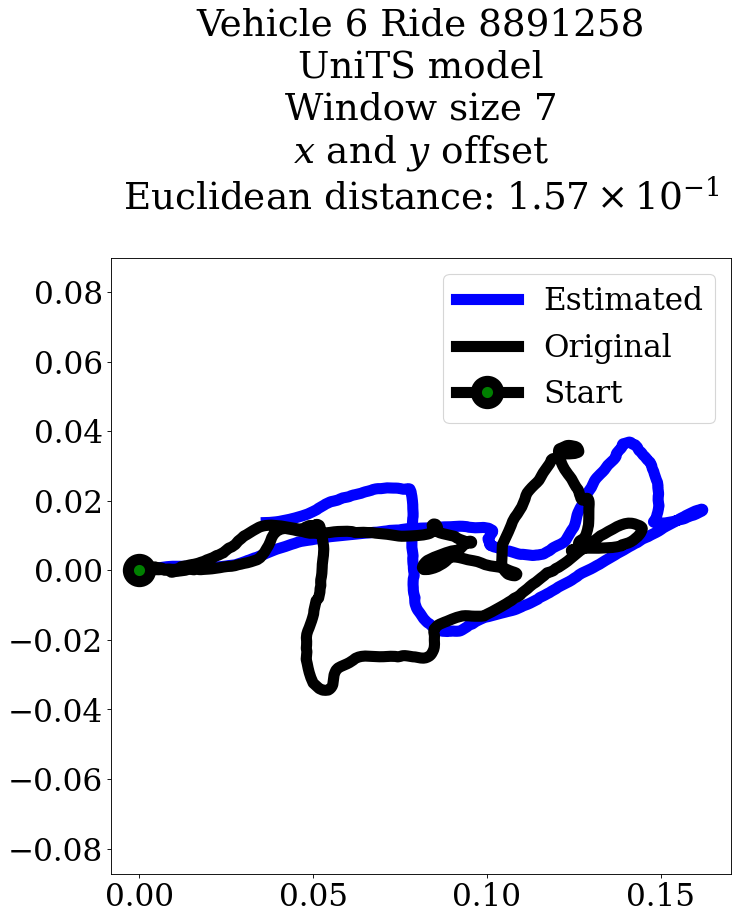 Vehicle 6 Ride 8891258
UniTS model
Window size 7
x and y offset
Euclidean distance: 1.57 × 10⁻¹
Estimated
Original
Start
0.08
0.06
0.04
0.02
0.00
−0.02
−0.04
−0.06
−0.08
0.00 0.05 0.10 0.15